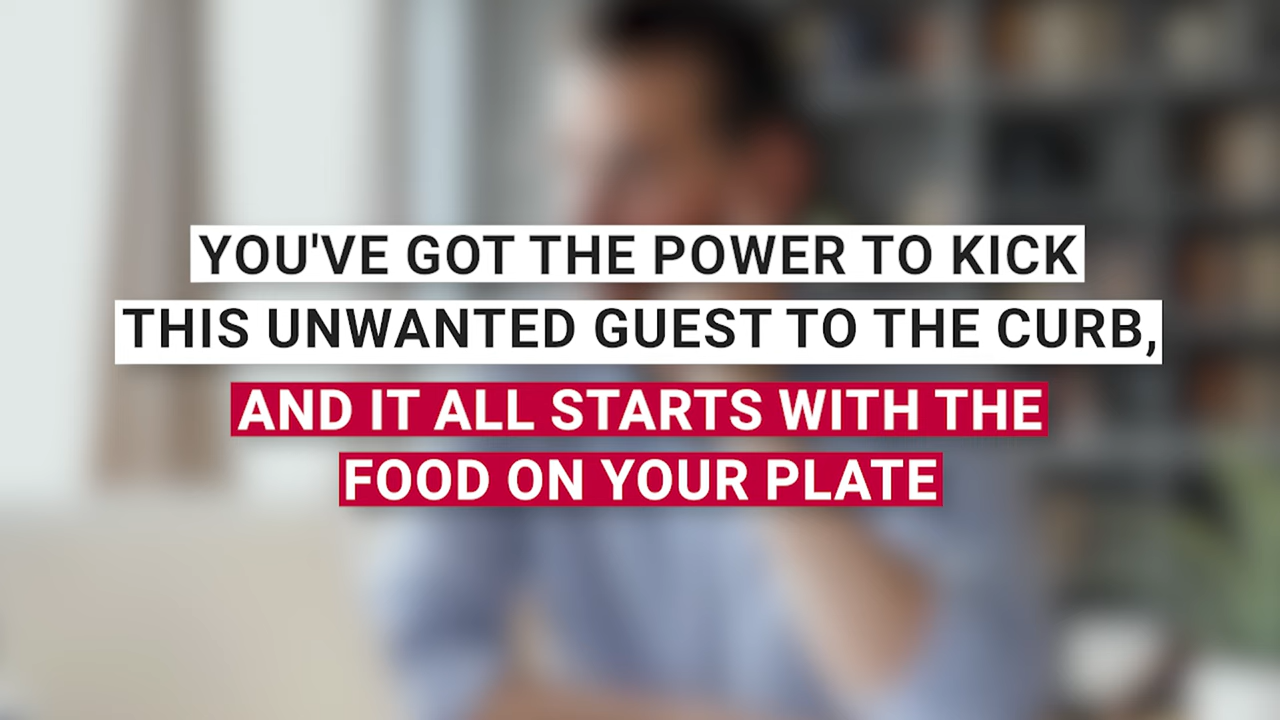 YOU'VE GOT THE POWER TO KICK
THIS UNWANTED GUEST TO THE CURB,
AND IT ALL STARTS WITH THE
FOOD ON YOUR PLATE